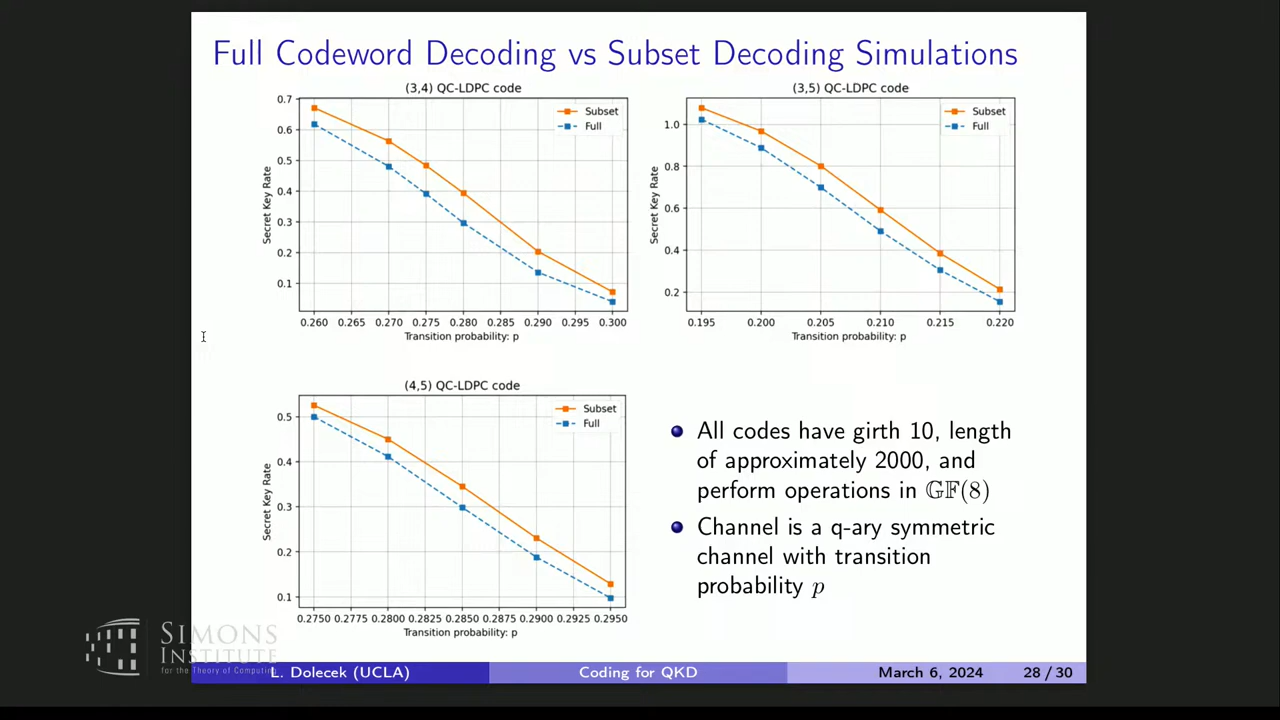 Full Codeword Decoding vs Subset Decoding Simulations
(3,4) QC-LDPC code
Subset
Full
0.7
0.6
0.5
0.4
0.3
0.2
0.1
Secret Key Rate
0.260 0.265 0.270 0.275 0.280 0.285 0.290 0.295 0.300
Transition probability: p
(3,5) QC-LDPC code
Subset
Full
1.0
0.8
0.6
0.4
0.2
Secret Key Rate
0.195 0.200 0.205 0.210 0.215 0.220
Transition probability: p
(4,5) QC-LDPC code
Subset
Full
0.5
0.4
0.3
0.2
0.1
Secret Key Rate
0.2750 0.2775 0.2800 0.2825 0.2850 0.2875 0.2900 0.2925 0.2950
Transition probability: p
All codes have girth 10, length
of approximately 2000, and
perform operations in 𝔾𝔽(8)
Channel is a q-ary symmetric
channel with transition
probability p
SIMONS
INSTITUTE
for the Theory of Computing
L. Dolecek (UCLA)
Coding for QKD
March 6, 2024
28 / 30